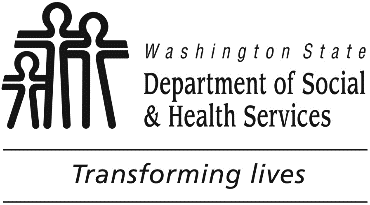 Washington State
Department of Social
& Health Services
Transforming lives